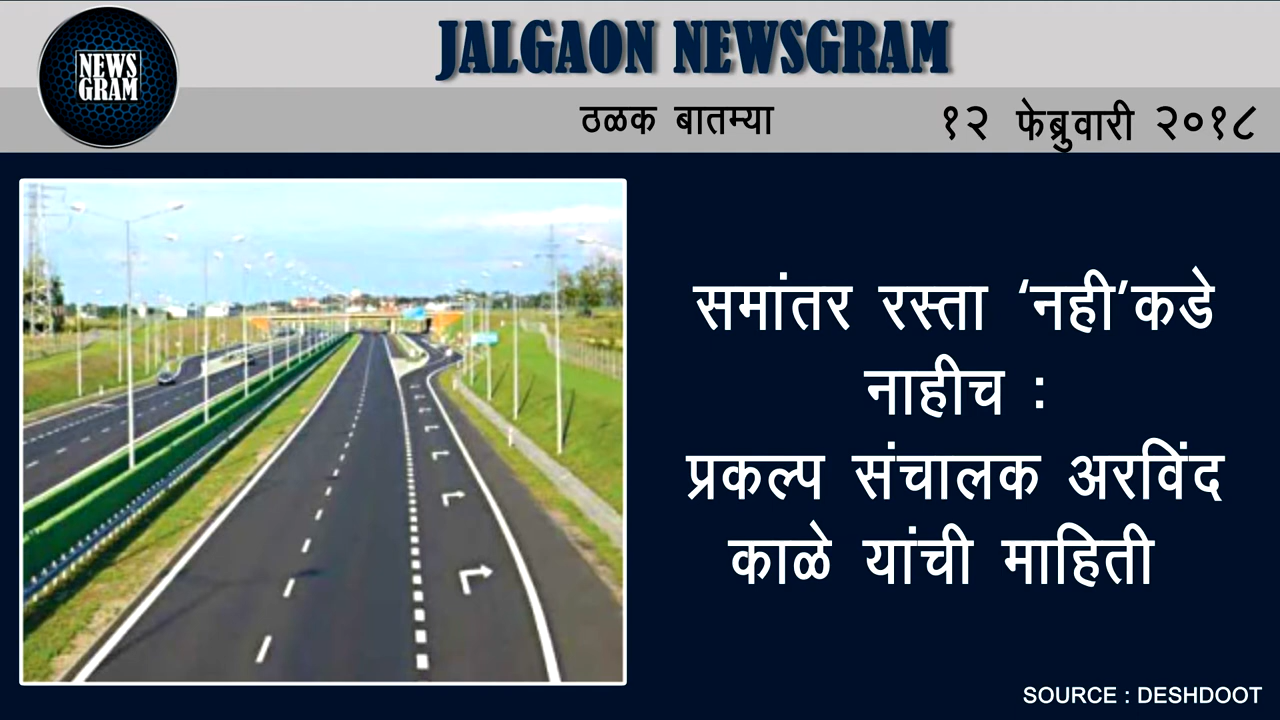 NEWS
GRAM
JALGAON NEWSGRAM
ठळक बातम्या
१२ फेब्रुवारी २०१८
समांतर रस्ता ‘नही’कडे
नाहीच :
प्रकल्प संचालक अरविंद
काळे यांची माहिती
SOURCE : DESHDOOT